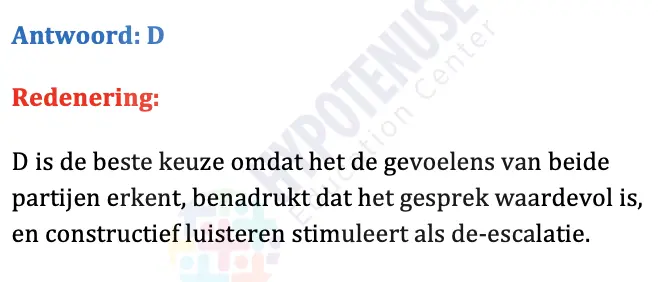 Antwoord: D
Redenering:
D is de beste keuze omdat het de gevoelens van beide
partijen erkent, benadrukt dat het gesprek waardevol is,
en constructief luisteren stimuleert als de-escalatie.
HYPOTENUSE
Education Center